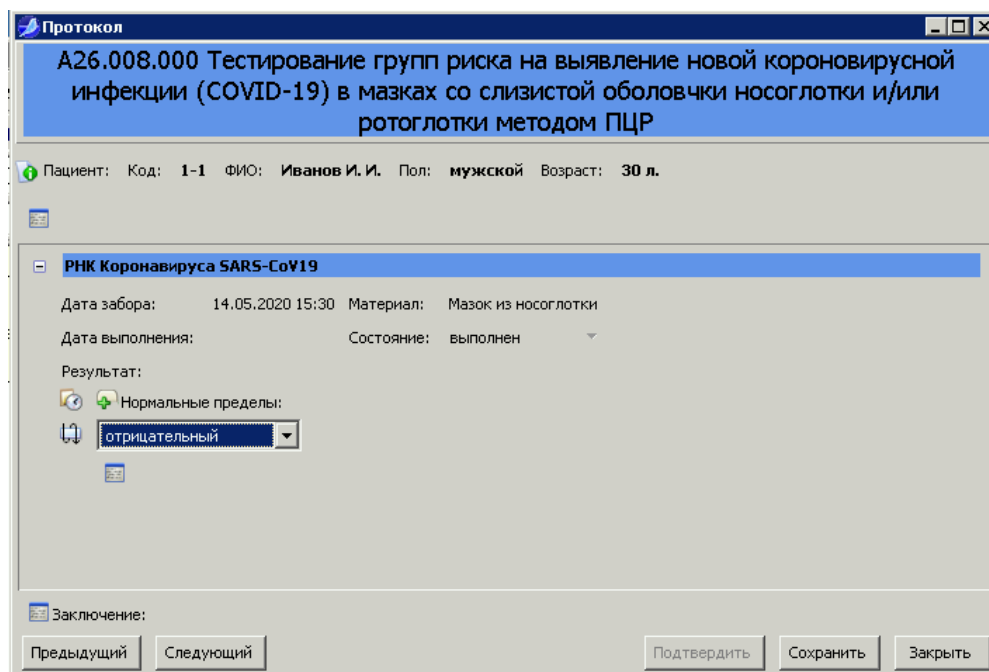 Протокол
A26.008.000 Тестирование групп риска на выявление новой короновирусной
инфекции (COVID-19) в мазках со слизистой оболовчки носоглотки и/или
ротоглотки методом ПЦР
Пациент: Код: 1-1 ФИО: Иванов И. И. Пол: мужской Возраст: 30 л.
РНК Коронавируса SARS-CoV19
Дата забора: 14.05.2020 15:30 Материал: Мазок из носоглотки
Дата выполнения: Состояние: выполнен
Результат:
Нормальные пределы:
отрицательный
Заключение:
Предыдущий Следующий Подтвердить Сохранить Закрыть